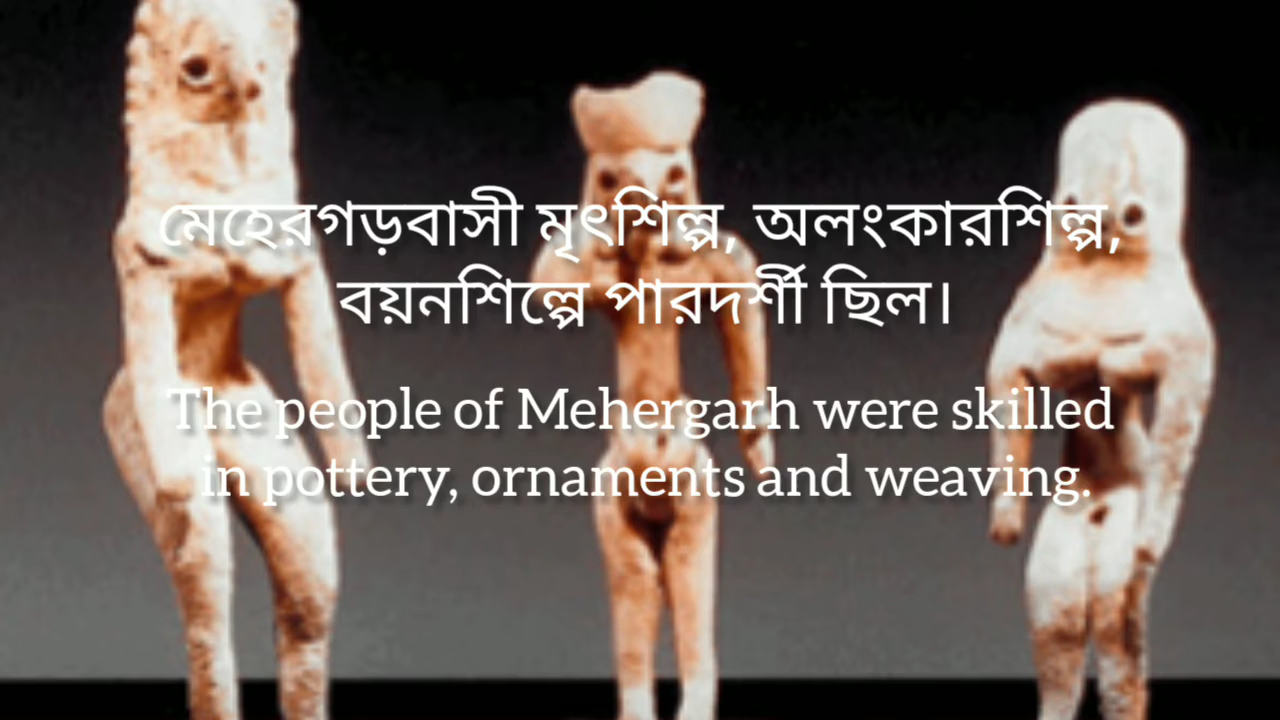 মেহেরগড়বাসী মৃৎশিল্প, অলংকারশিল্প,
বয়নশিল্পে পারদর্শী ছিল।
The people of Mehergarh were skilled
in pottery, ornaments and weaving.